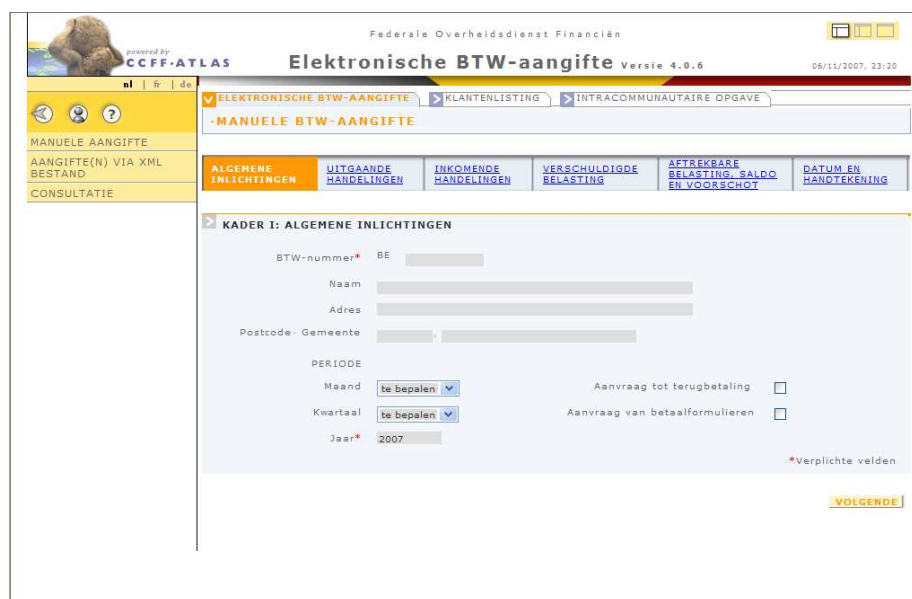 Federale Overheidsdienst Financiën
powered by
CCFF-ATLAS
Elektronische BTW-aangifte Versie 4.0.6
06/11/2007, 23:20
nl | fr | de
ELEKTRONISCHE BTW-AANGIFTE
KLANTENLISTING
INTRACOMMUNAUTAIRE OPGAVE
·MANUELE BTW-AANGIFTE
?
MANUELE AANGIFTE
AANGIFTE(N) VIA XML
BESTAND
CONSULTATIE
ALGEMENE
INLICHTINGEN
UITGAANDE
HANDELINGEN
INKOMENDE
HANDELINGEN
VERSCHULDIGDE
BELASTING
AFTREKBARE
BELASTING, SALDO
EN VOORSCHOT
DATUM EN
HANDTEKENING
KADER I: ALGEMENE INLICHTINGEN
BTW-nummer* BE
Naam
Adres
Postcode- Gemeente -
PERIODE
Maand te bepalen Aanvraag tot terugbetaling
Kwartaal te bepalen Aanvraag van betaalformulieren
Jaar* 2007
*Verplichte velden
VOLGENDE